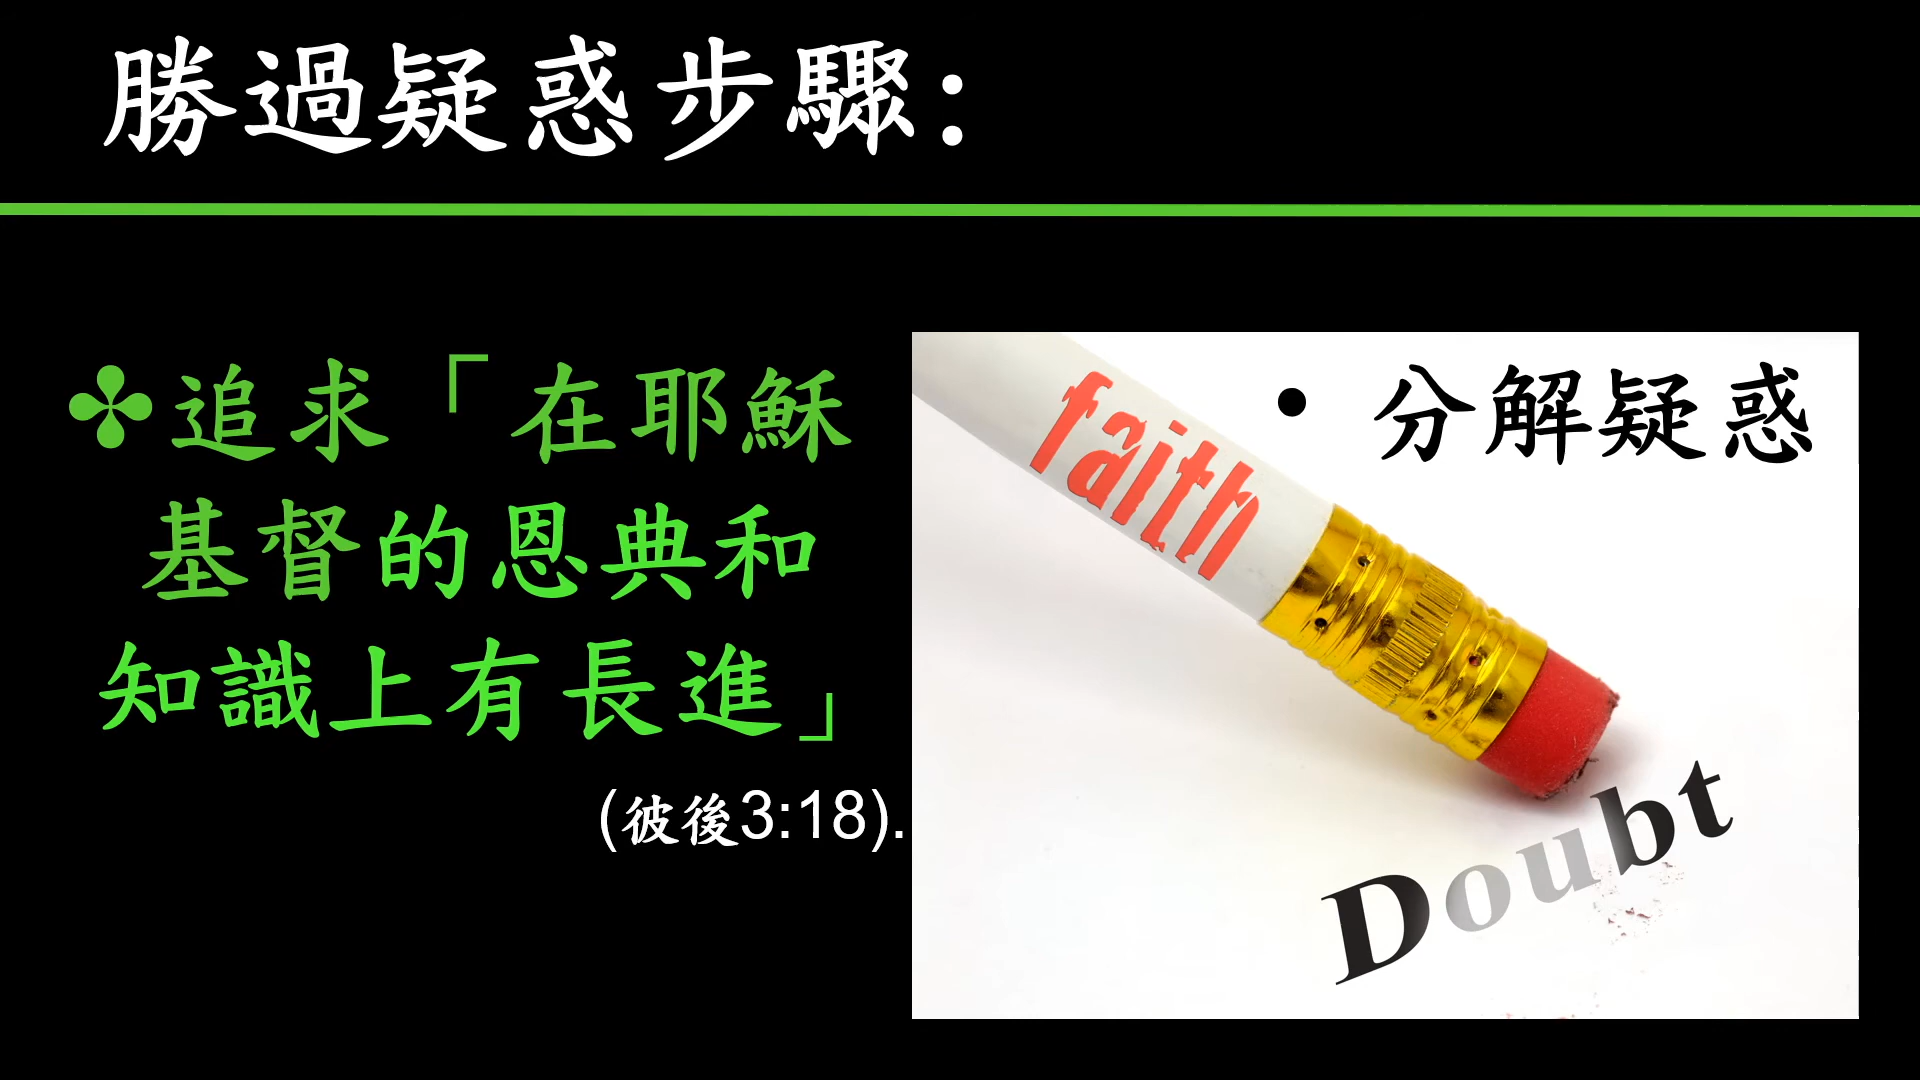 勝過疑惑步驟:
✤追求「在耶穌
基督的恩典和
知識上有長進」
(彼後3:18).
• 分解疑惑
faith
Doubt